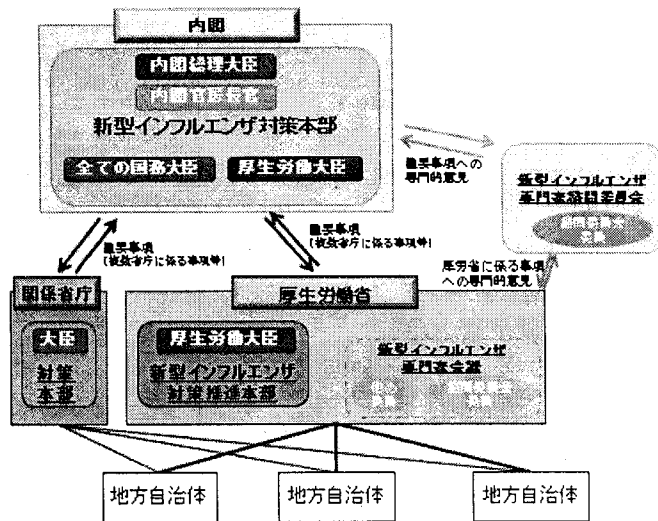 内閣
内閣総理大臣
内閣官房長官
新型インフルエンザ対策本部
全ての国務大臣
厚生労働大臣
重要事項への
専門的意見
新型インフルエンザ
専門家諮問委員会
重要事項
(複数省庁に係る事項等)
重要事項
(複数省庁に係る事項等)
厚労省に係る事項
への専門的意見
関係省庁
大臣
対策
本部
厚生労働省
厚生労働大臣
新型インフルエンザ
対策推進本部
新型インフルエンザ
専門家会議
地方自治体
地方自治体
地方自治体